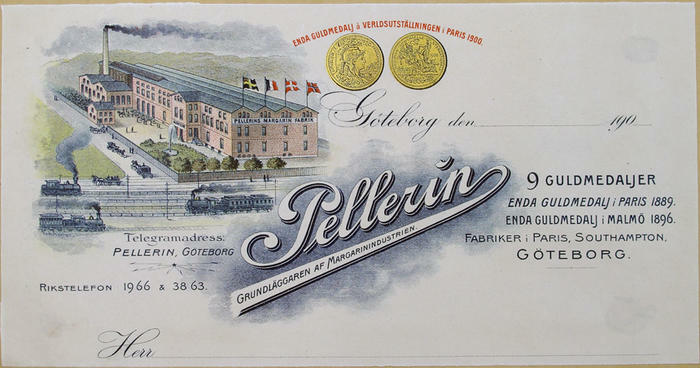 ENDA GULDMEDALJ à VERLDSUTSTÄLLNINGEN i PARIS 1900.
PELLERINS MARGARIN FABRIK
Göteborg den 190
Pellerin
GRUNDLÄGGAREN AF MARGARININDUSTRIEN.
9 GULDMEDALJER
ENDA GULDMEDALJ i PARIS 1889.
ENDA GULDMEDALJ i MALMÖ 1896.
FABRIKER i PARIS, SOUTHAMPTON,
GÖTEBORG.
Telegramadress:
PELLERIN, GÖTEBORG
RIKSTELEFON 1966 & 3863.
Herr